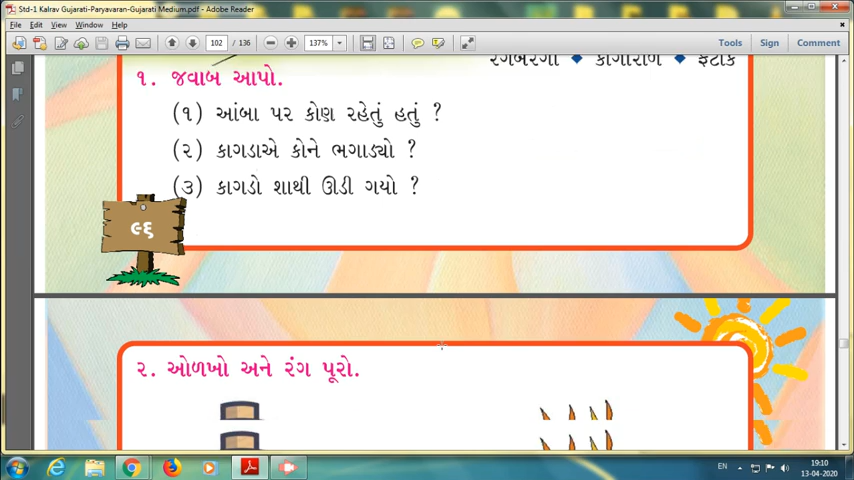 Std-1 Kalrav Gujarati-Paryavaran-Gujarati Medium.pdf - Adobe Reader
File Edit View Window Help
102 / 136 137% Tools Sign Comment
રંગબેરંગી ◆ કાગારોળ ◆ ફટાક
૧. જવાબ આપો.
(૧) આંબા પર કોણ રહેતું હતું ?
(૨) કાગડાએ કોને ભગાડ્યો ?
(૩) કાગડો શાથી ઊડી ગયો ?
૯૬
૨. ઓળખો અને રંગ પૂરો.
EN 19:10
13-04-2020